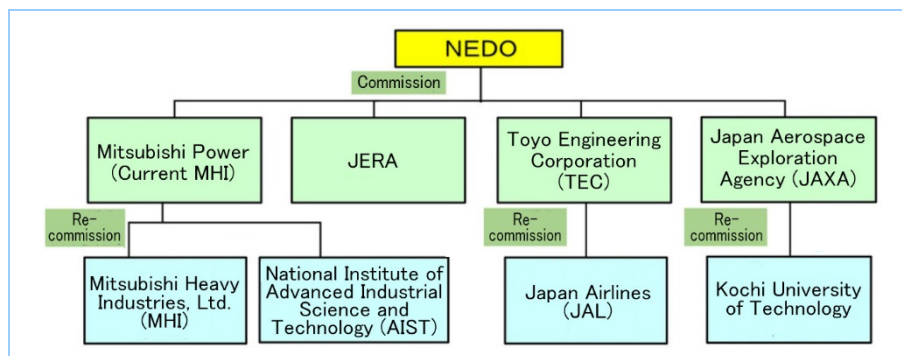 NEDO
Commission
Mitsubishi Power
(Current MHI)
JERA
Toyo Engineering
Corporation
(TEC)
Japan Aerospace
Exploration
Agency (JAXA)
Re-
commission
Re-
commission
Re-
commission
Mitsubishi Heavy
Industries, Ltd.
(MHI)
National Institute of
Advanced Industrial
Science and
Technology (AIST)
Japan Airlines
(JAL)
Kochi University
of Technology